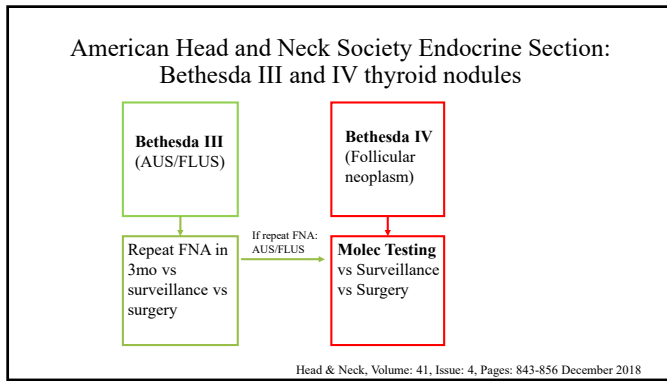 American Head and Neck Society Endocrine Section:
Bethesda III and IV thyroid nodules
Bethesda III
(AUS/FLUS)
Bethesda IV
(Follicular
neoplasm)
If repeat FNA:
AUS/FLUS
Repeat FNA in
3mo vs
surveillance vs
surgery
Molec Testing
vs Surveillance
vs Surgery
Head & Neck, Volume: 41, Issue: 4, Pages: 843-856 December 2018